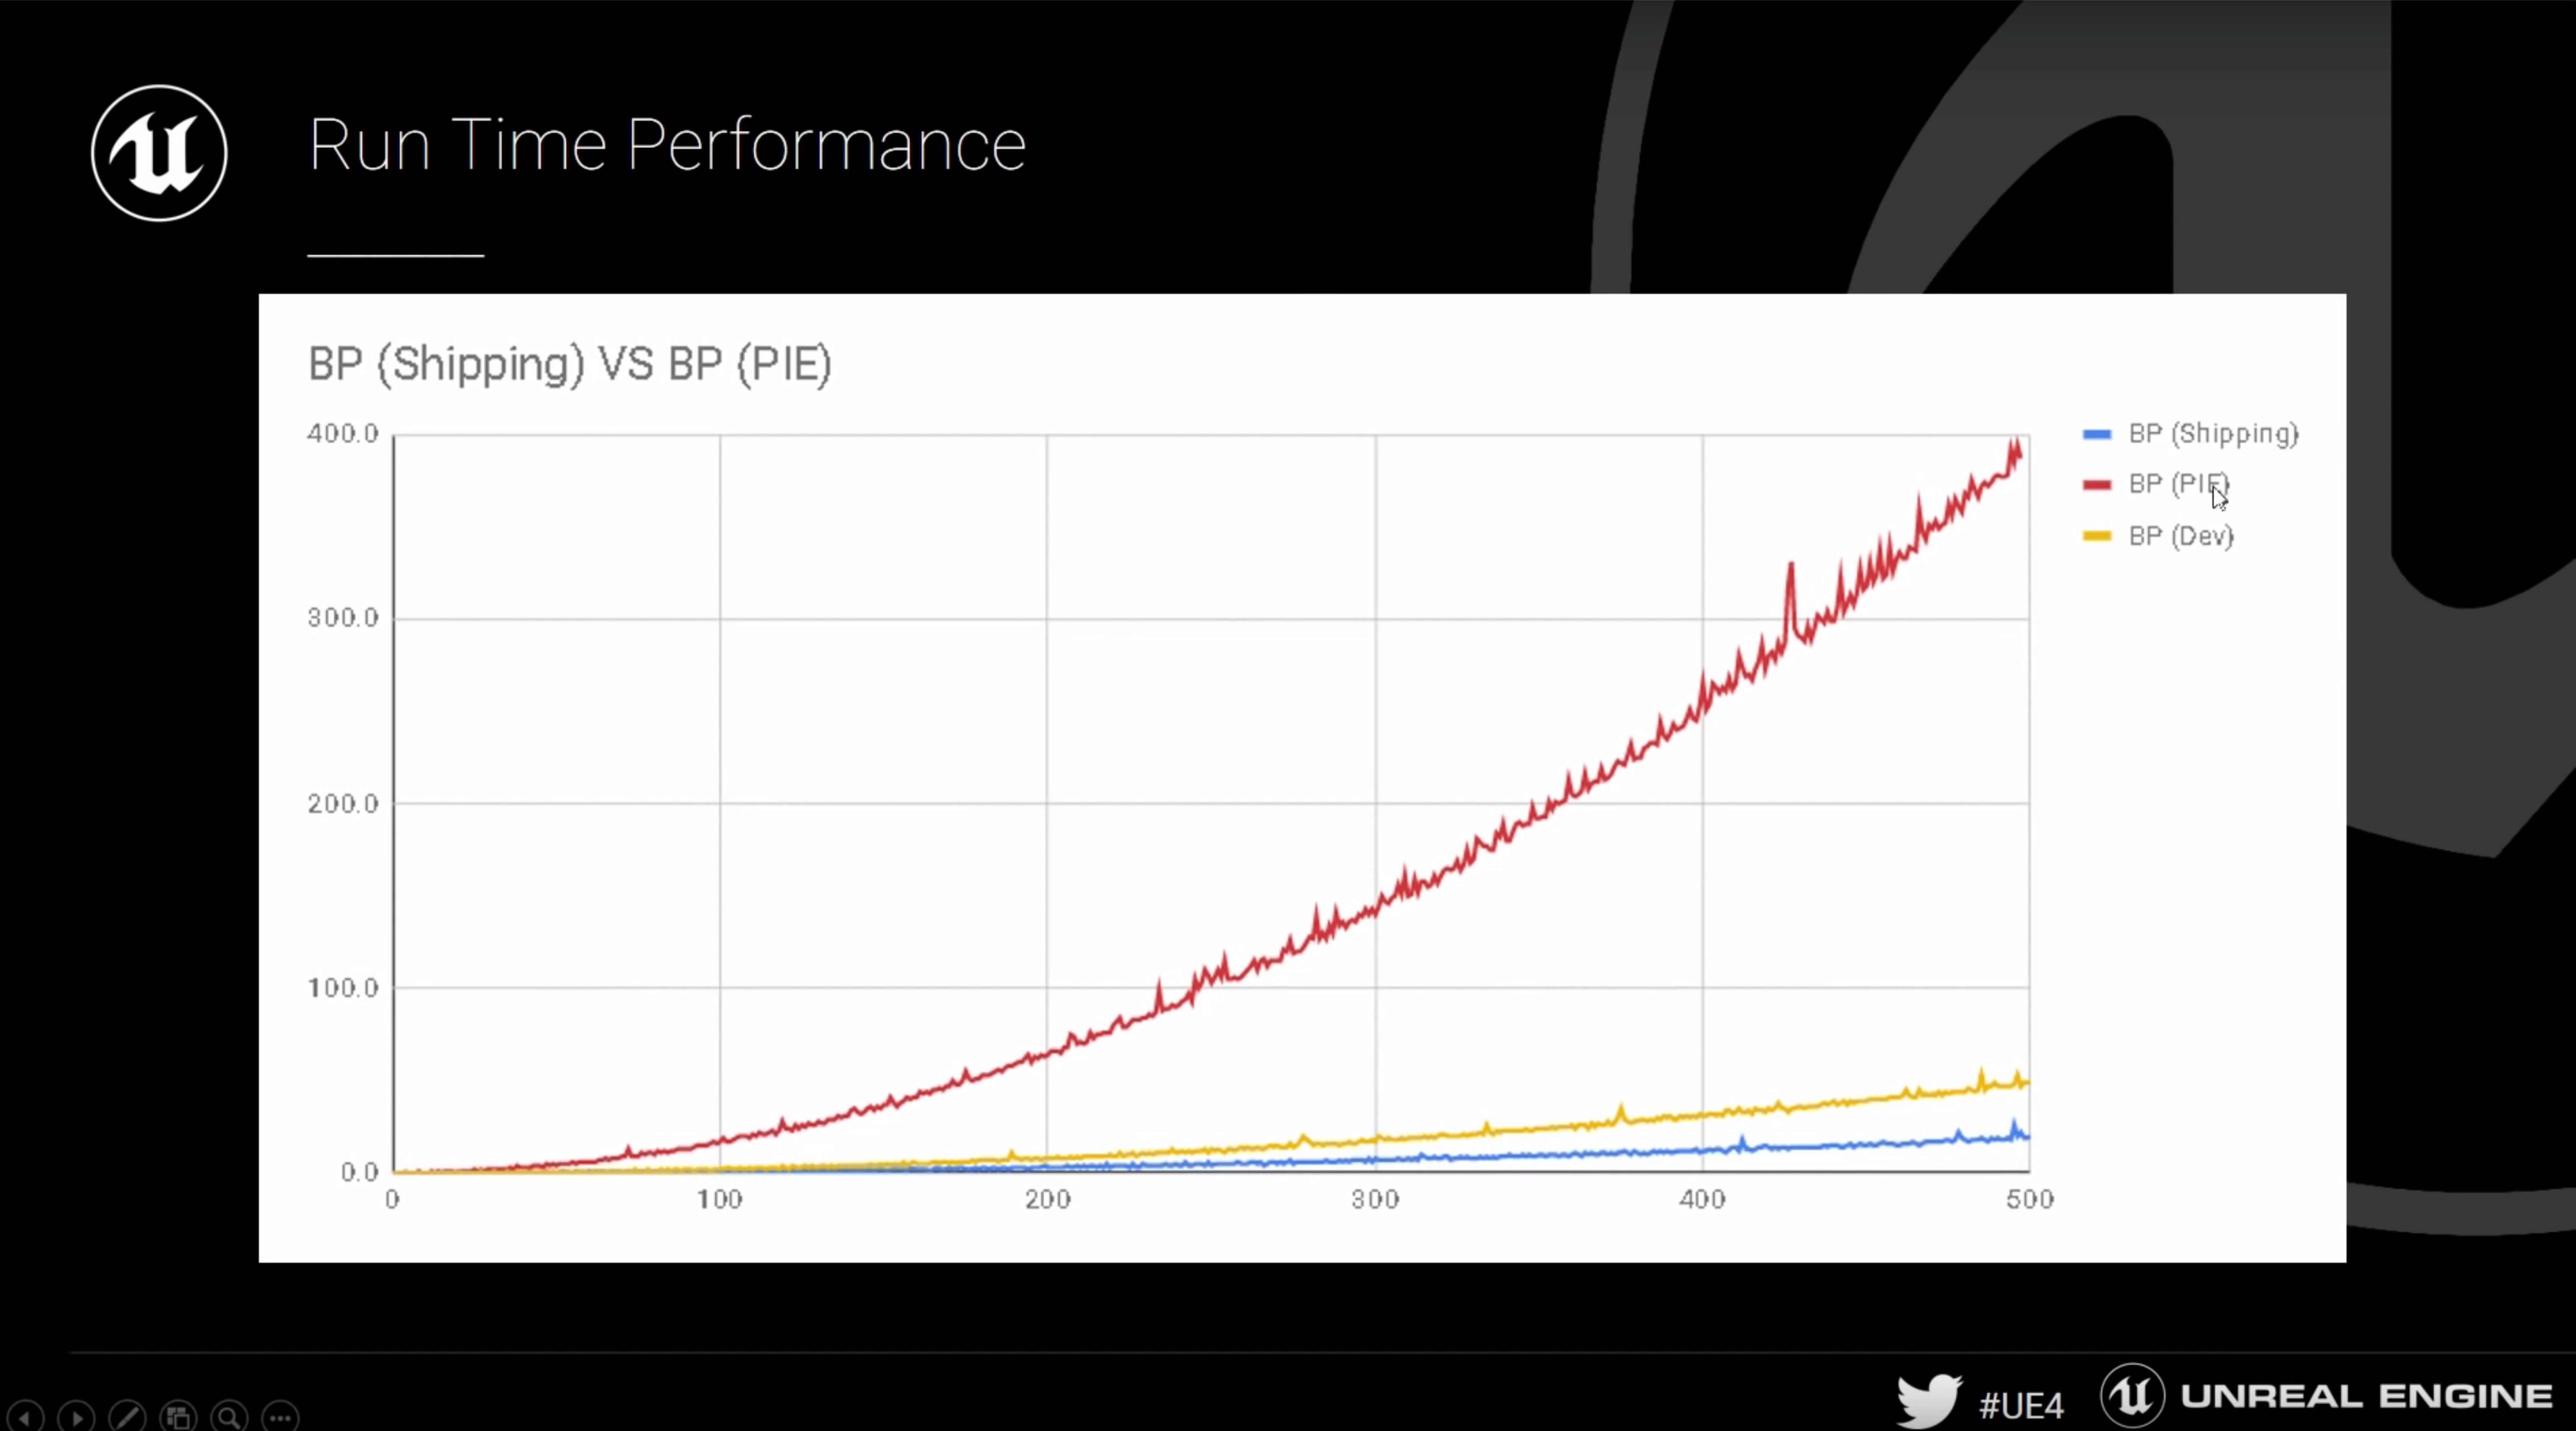 Run Time Performance
BP (Shipping) VS BP (PIE)
400.0
300.0
200.0
100.0
0.0
0 100 200 300 400 500
BP (Shipping)
BP (PIE)
BP (Dev)
#UE4 UNREAL ENGINE